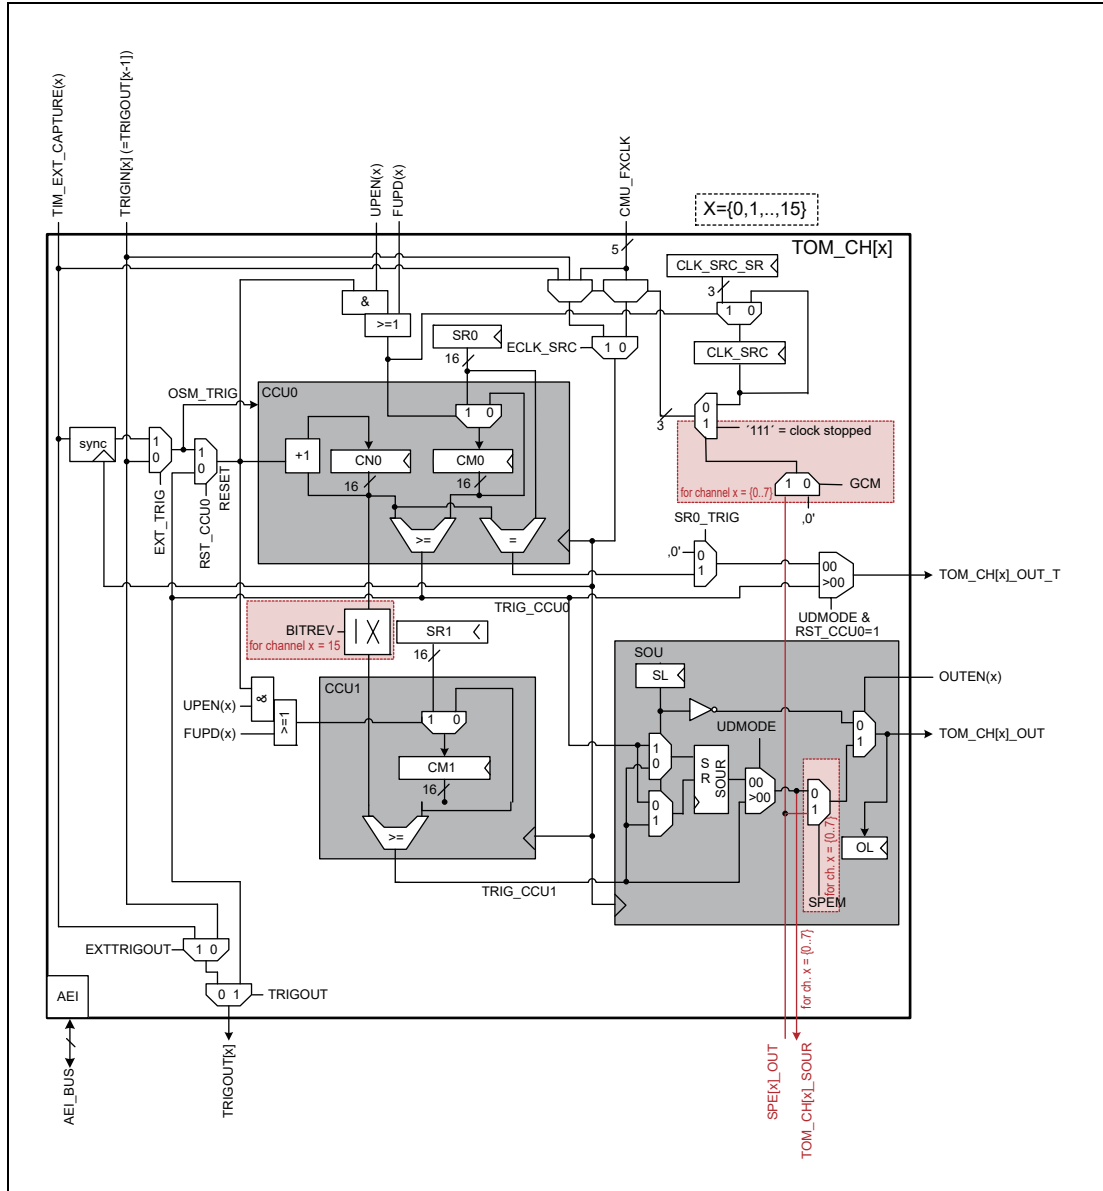 TIM_EXT_CAPTURE(x)
TRIGIN[x] (=TRIGOUT[x-1])
UPEN(x)
FUPD(x)
CMU_FXCLK
X={0,1,..,15}
TOM_CH[x]
5
CLK_SRC_SR
3
1 0
&
>=1
SR0
16
ECLK_SRC
1 0
CLK_SRC
OSM_TRIG
CCU0
1 0
0
1
3
´111´ = clock stopped
sync
1
0
1
0
RESET
+1
CN0
CM0
16
16
for channel x = {0..7}
1 0
GCM
,0'
EXT_TRIG
RST_CCU0
>=
=
SR0_TRIG
,0'
0
1
00
>00
TOM_CH[x]_OUT_T
TRIG_CCU0
UDMODE &
RST_CCU0=1
BITREV
for channel x = 15
SR1
16
SOU
SL
OUTEN(x)
CCU1
UPEN(x)
&
FUPD(x)
>=1
1 0
UDMODE
0
1
TOM_CH[x]_OUT
CM1
16
1
0
S
R
SOUR
00
>00
0
1
0
1
>=
OL
for ch. x = {0..7}
SPEM
TRIG_CCU1
EXTTRIGOUT
1 0
for ch. x = {0..7}
AEI
0 1
TRIGOUT
AEI_BUS
TRIGOUT[x]
SPE[x]_OUT
TOM_CH[x]_SOUR